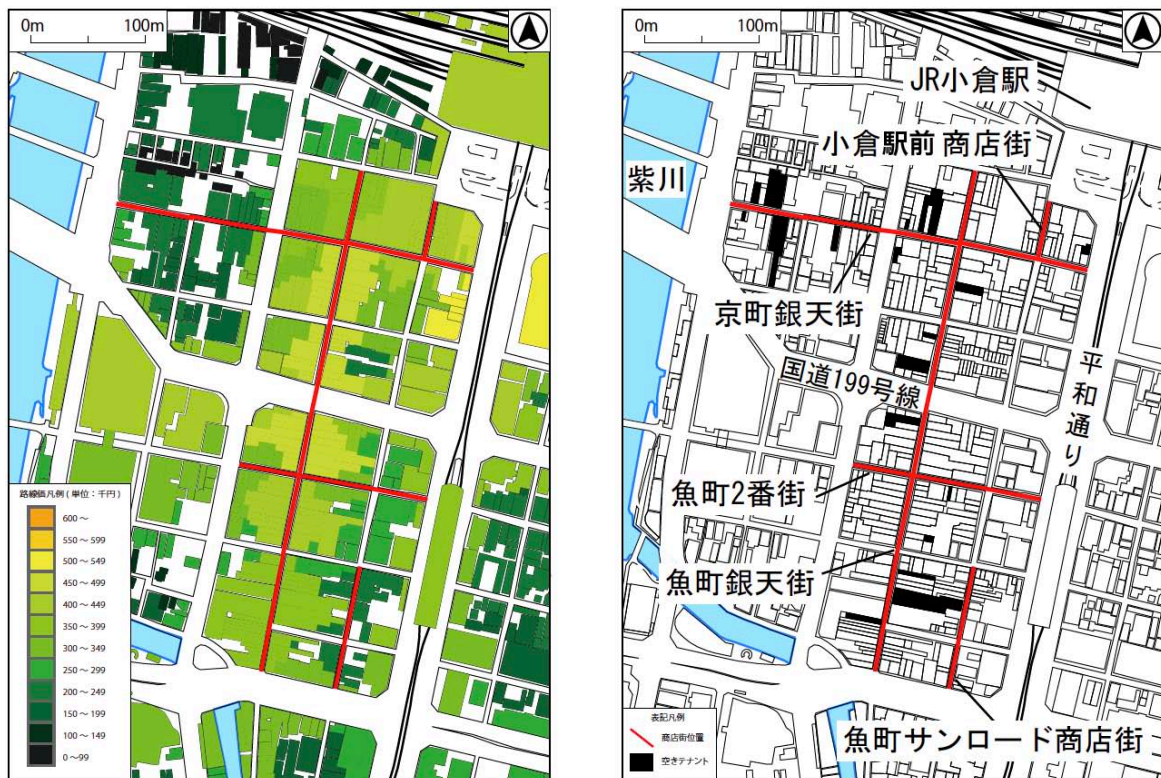 0m 100m
路線価凡例(単位：千円)
600～
550～599
500～549
450～499
400～449
350～399
300～349
250～299
200～249
150～199
100～149
0～99
0m 100m
JR小倉駅
小倉駅前 商店街
紫川
京町銀天街
国道199号線
平和通り
魚町2番街
魚町銀天街
魚町サンロード商店街
表記凡例
商店街位置
空きテナント